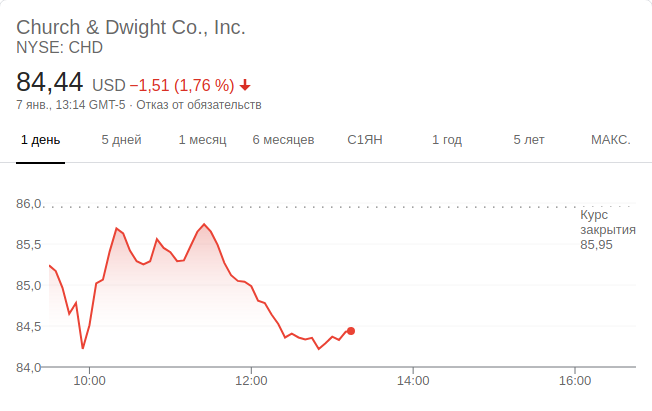 Church & Dwight Co., Inc.
NYSE: CHD
84,44 USD −1,51 (1,76 %)
7 янв., 13:14 GMT-5 · Отказ от обязательств
1 день 5 дней 1 месяц 6 месяцев С1ЯН 1 год 5 лет МАКС.
86,0
Курс
закрытия
85,95
85,5
85,0
84,5
84,0
10:00 12:00 14:00 16:00